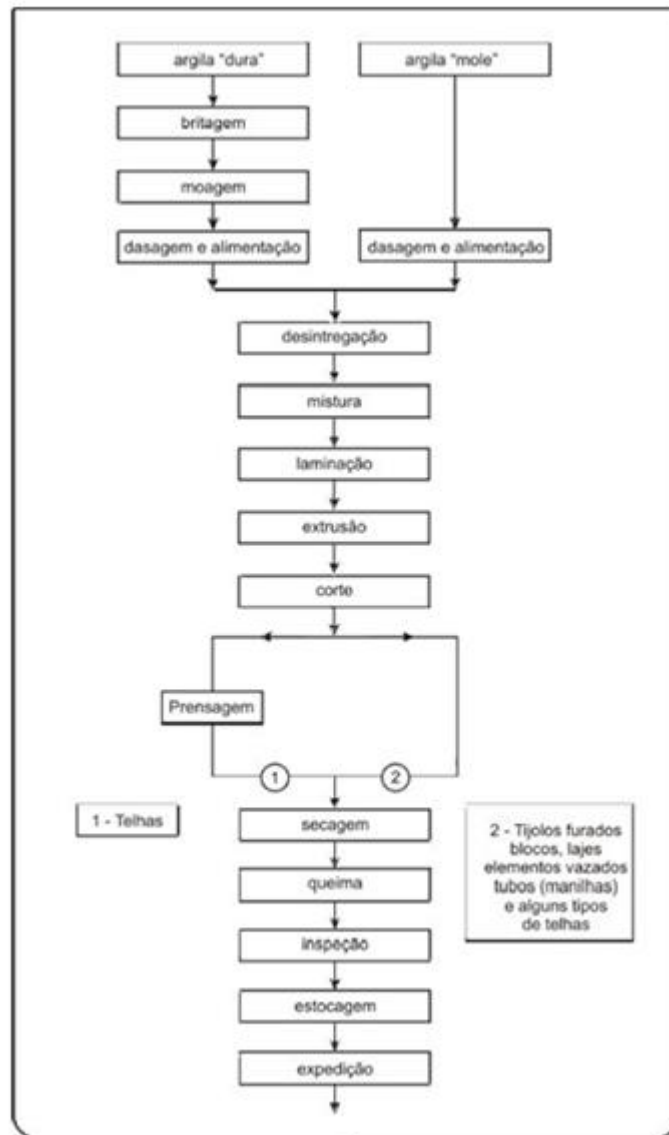 argila "dura"
argila "mole"
britagem
moagem
dasagem e alimentação
dasagem e alimentação
desintregação
mistura
laminação
extrusão
corte
Prensagem
1
2
1 - Telhas
2 - Tijolos furados
blocos, lajes
elementos vazados
tubos (manilhas)
e alguns tipos
de telhas
secagem
queima
inspeção
estocagem
expedição